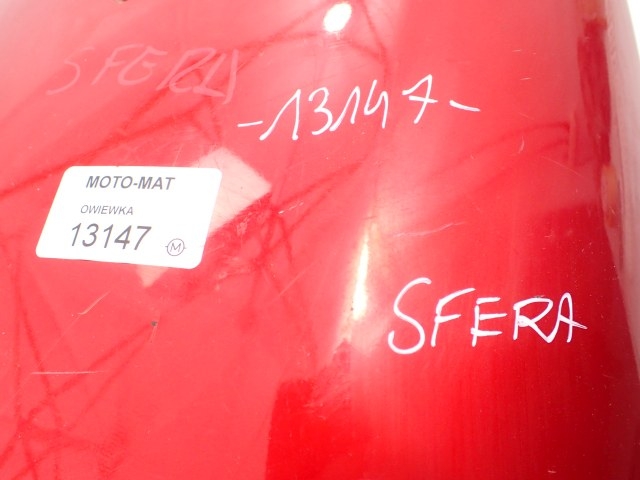 SFERA
-13147-
MOTO-MAT
OWIEWKA
13147 M
SFERA